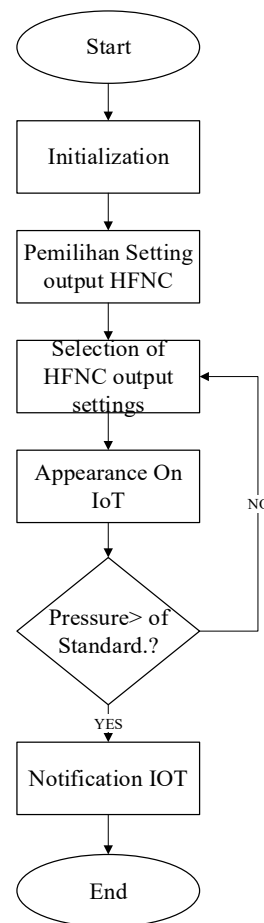 Start
Initialization
Pemilihan Setting
output HFNC
Selection of
HFNC output
settings
Appearance On
IoT
NO
Pressure> of
Standard.?
YES
Notification IOT
End